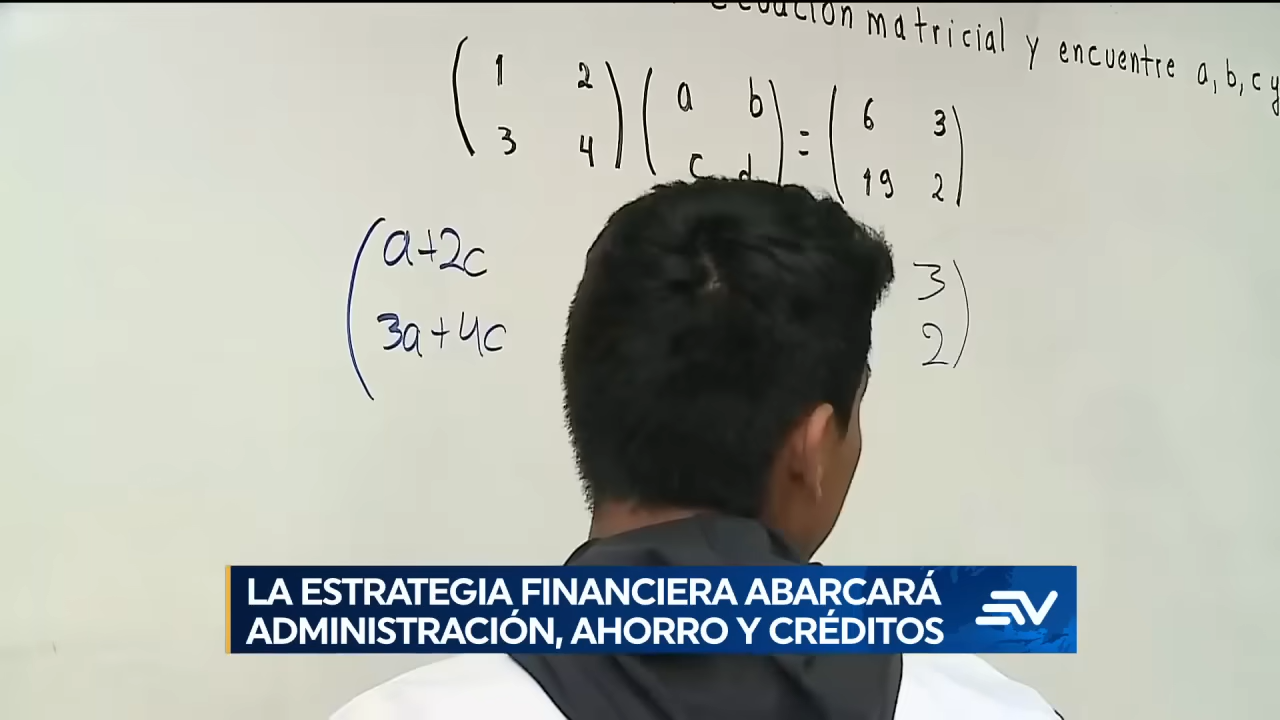 matricial y encuentre a, b, c y
( 1 2 ) ( a b ) = ( 6 3 )
( 3 4 ) ( c d ) = ( 19 2 )
( a+2c 3 )
( 3a+4c 2 )
LA ESTRATEGIA FINANCIERA ABARCARÁ
ADMINISTRACIÓN, AHORRO Y CRÉDITOS